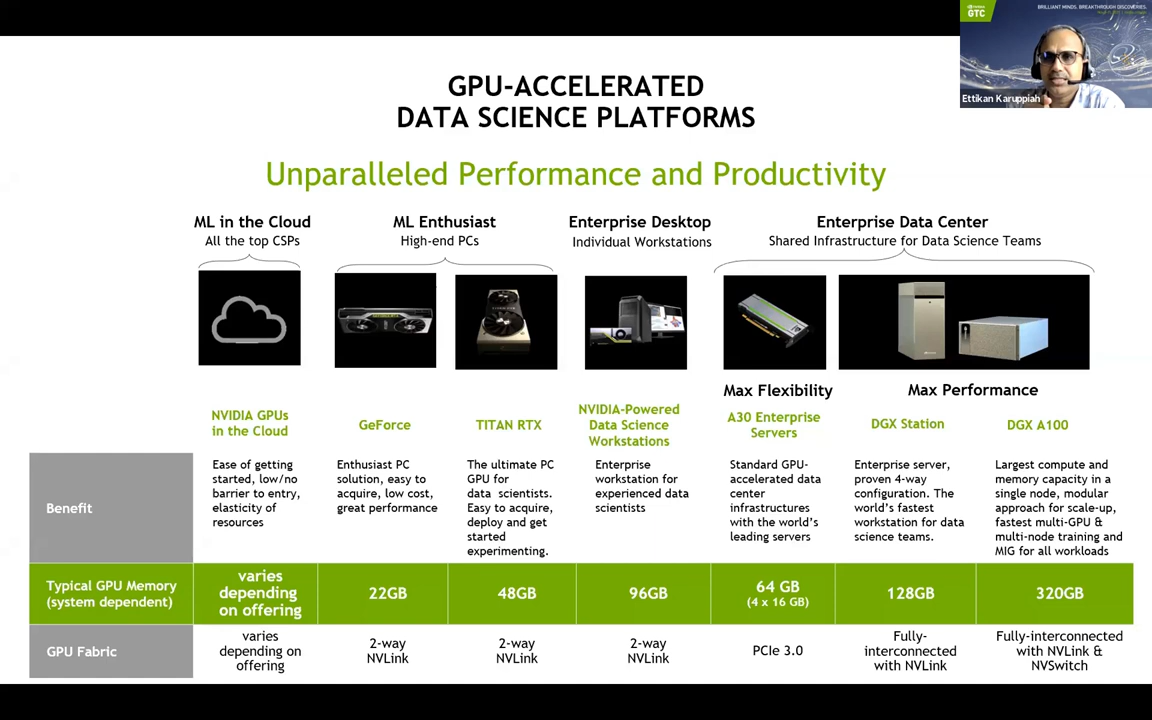 NVIDIA
GTC
BRILLIANT MINDS. BREAKTHROUGH DISCOVERIES.
Ettikan Karuppiah
GPU-ACCELERATED
DATA SCIENCE PLATFORMS
Unparalleled Performance and Productivity
ML in the Cloud
All the top CSPs
ML Enthusiast
High-end PCs
Enterprise Desktop
Individual Workstations
Enterprise Data Center
Shared Infrastructure for Data Science Teams
Max Flexibility
Max Performance
NVIDIA GPUs
in the Cloud
GeForce
TITAN RTX
NVIDIA-Powered
Data Science
Workstations
A30 Enterprise
Servers
DGX Station
DGX A100
Benefit
Ease of getting
started, low/no
barrier to entry,
elasticity of
resources
Enthusiast PC
solution, easy to
acquire, low cost,
great performance
The ultimate PC
GPU for
data scientists.
Easy to acquire,
deploy and get
started
experimenting.
Enterprise
workstation for
experienced data
scientists
Standard GPU-
accelerated data
center
infrastructures
with the world's
leading servers
Enterprise server,
proven 4-way
configuration. The
world's fastest
workstation for data
science teams.
Largest compute and
memory capacity in a
single node, modular
approach for scale-up,
fastest multi-GPU &
multi-node training and
MIG for all workloads
Typical GPU Memory
(system dependent)
varies
depending
on offering
22GB
48GB
96GB
64 GB
(4 x 16 GB)
128GB
320GB
GPU Fabric
varies
depending on
offering
2-way
NVLink
2-way
NVLink
2-way
NVLink
PCIe 3.0
Fully-
interconnected
with NVLink
Fully-interconnected
with NVLink &
NVSwitch